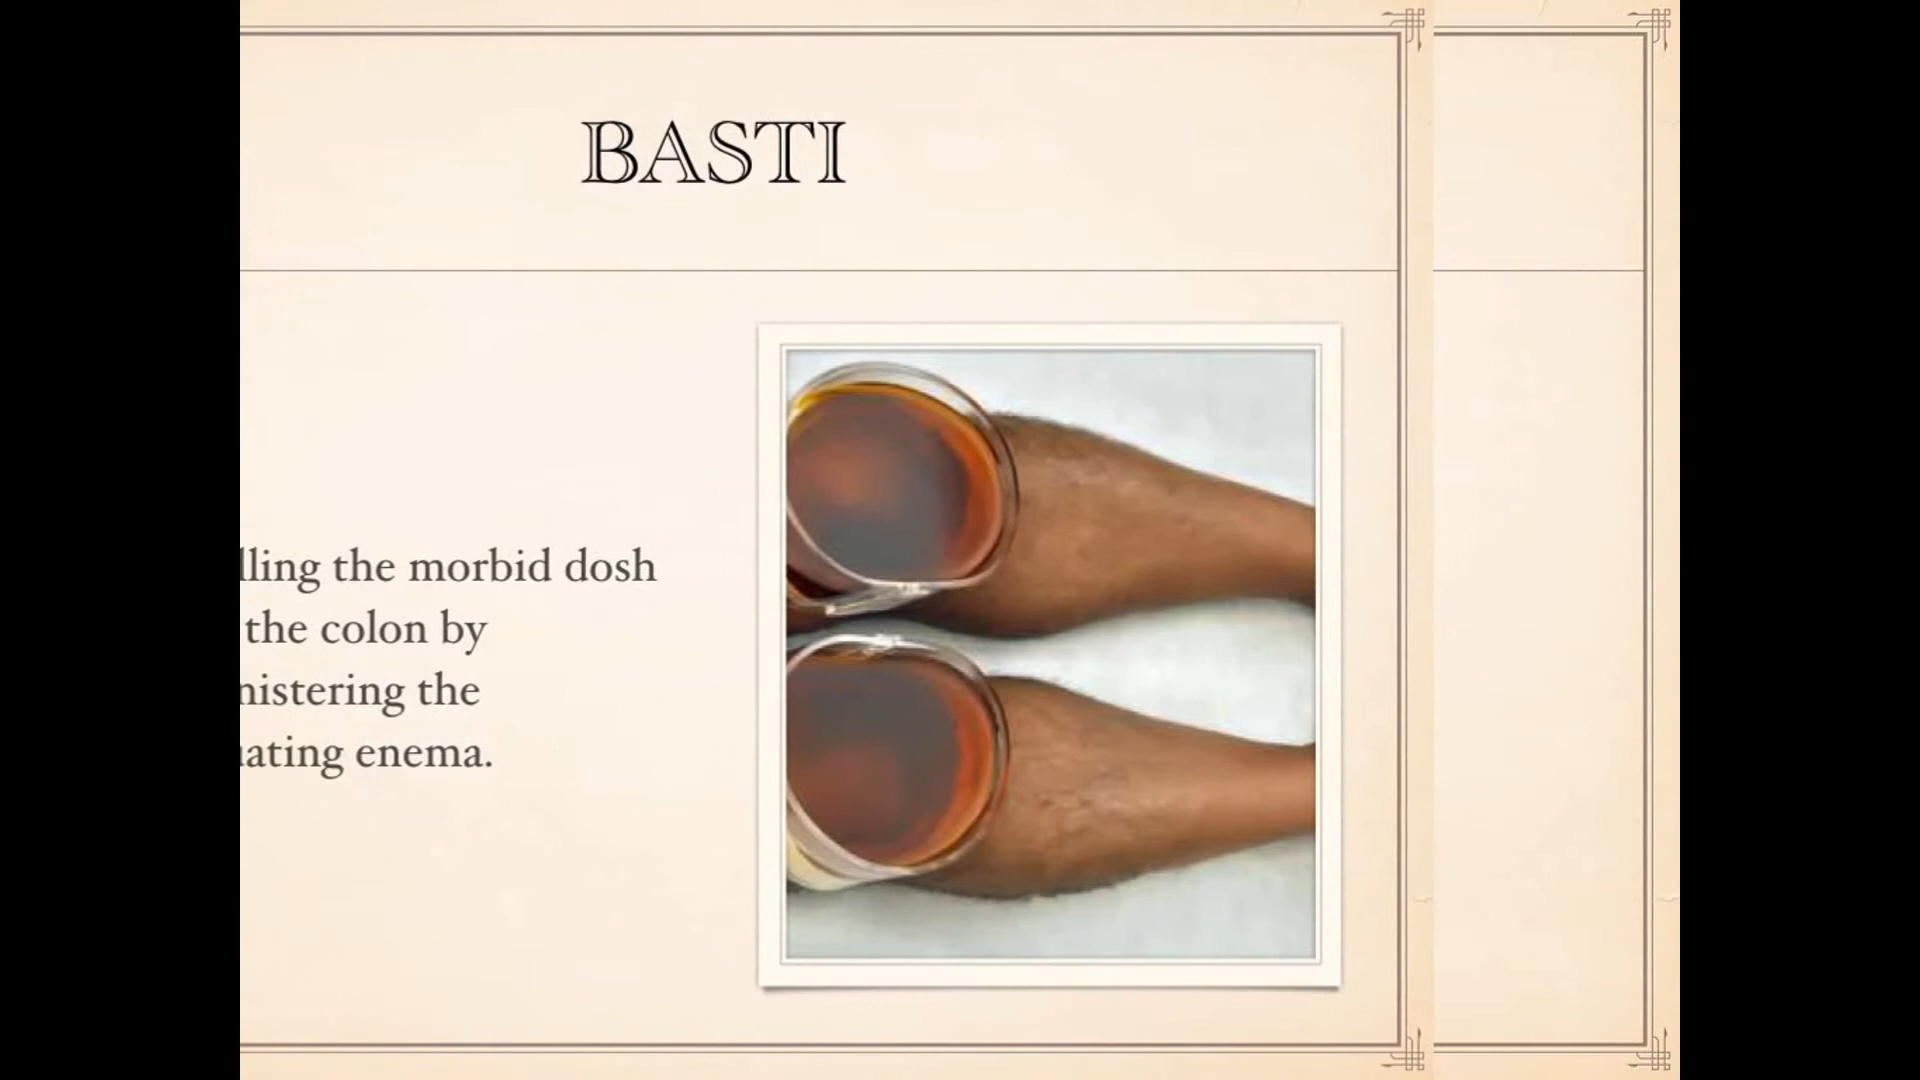 BASTI
lling the morbid dosh
the colon by
nistering the
ating enema.